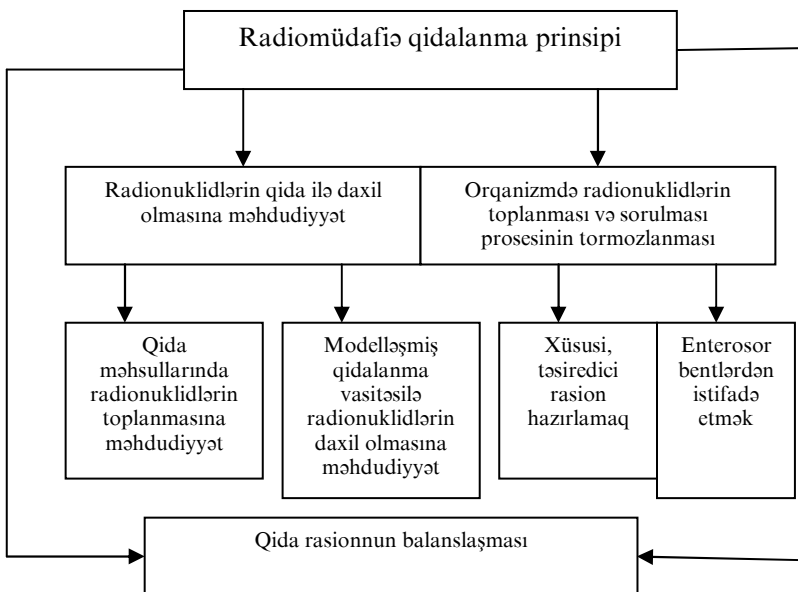 Radiomüdafiə qidalanma prinsipi
Radionuklidlərin qida ilə daxil
olmasına məhdudiyyət
Orqanizmdə radionuklidlərin
toplanması və sorulması
prosesinin tormozlanması
Qida
məhsullarında
radionuklidlərin
toplanmasına
məhdudiyyət
Modelləşmiş
qidalanma
vasitəsilə
radionuklidlərin
daxil olmasına
məhdudiyyət
Xüsusi,
təsiredici
rasion
hazırlamaq
Enterosor
bentlərdən
istifadə
etmək
Qida rasionnun balanslaşması